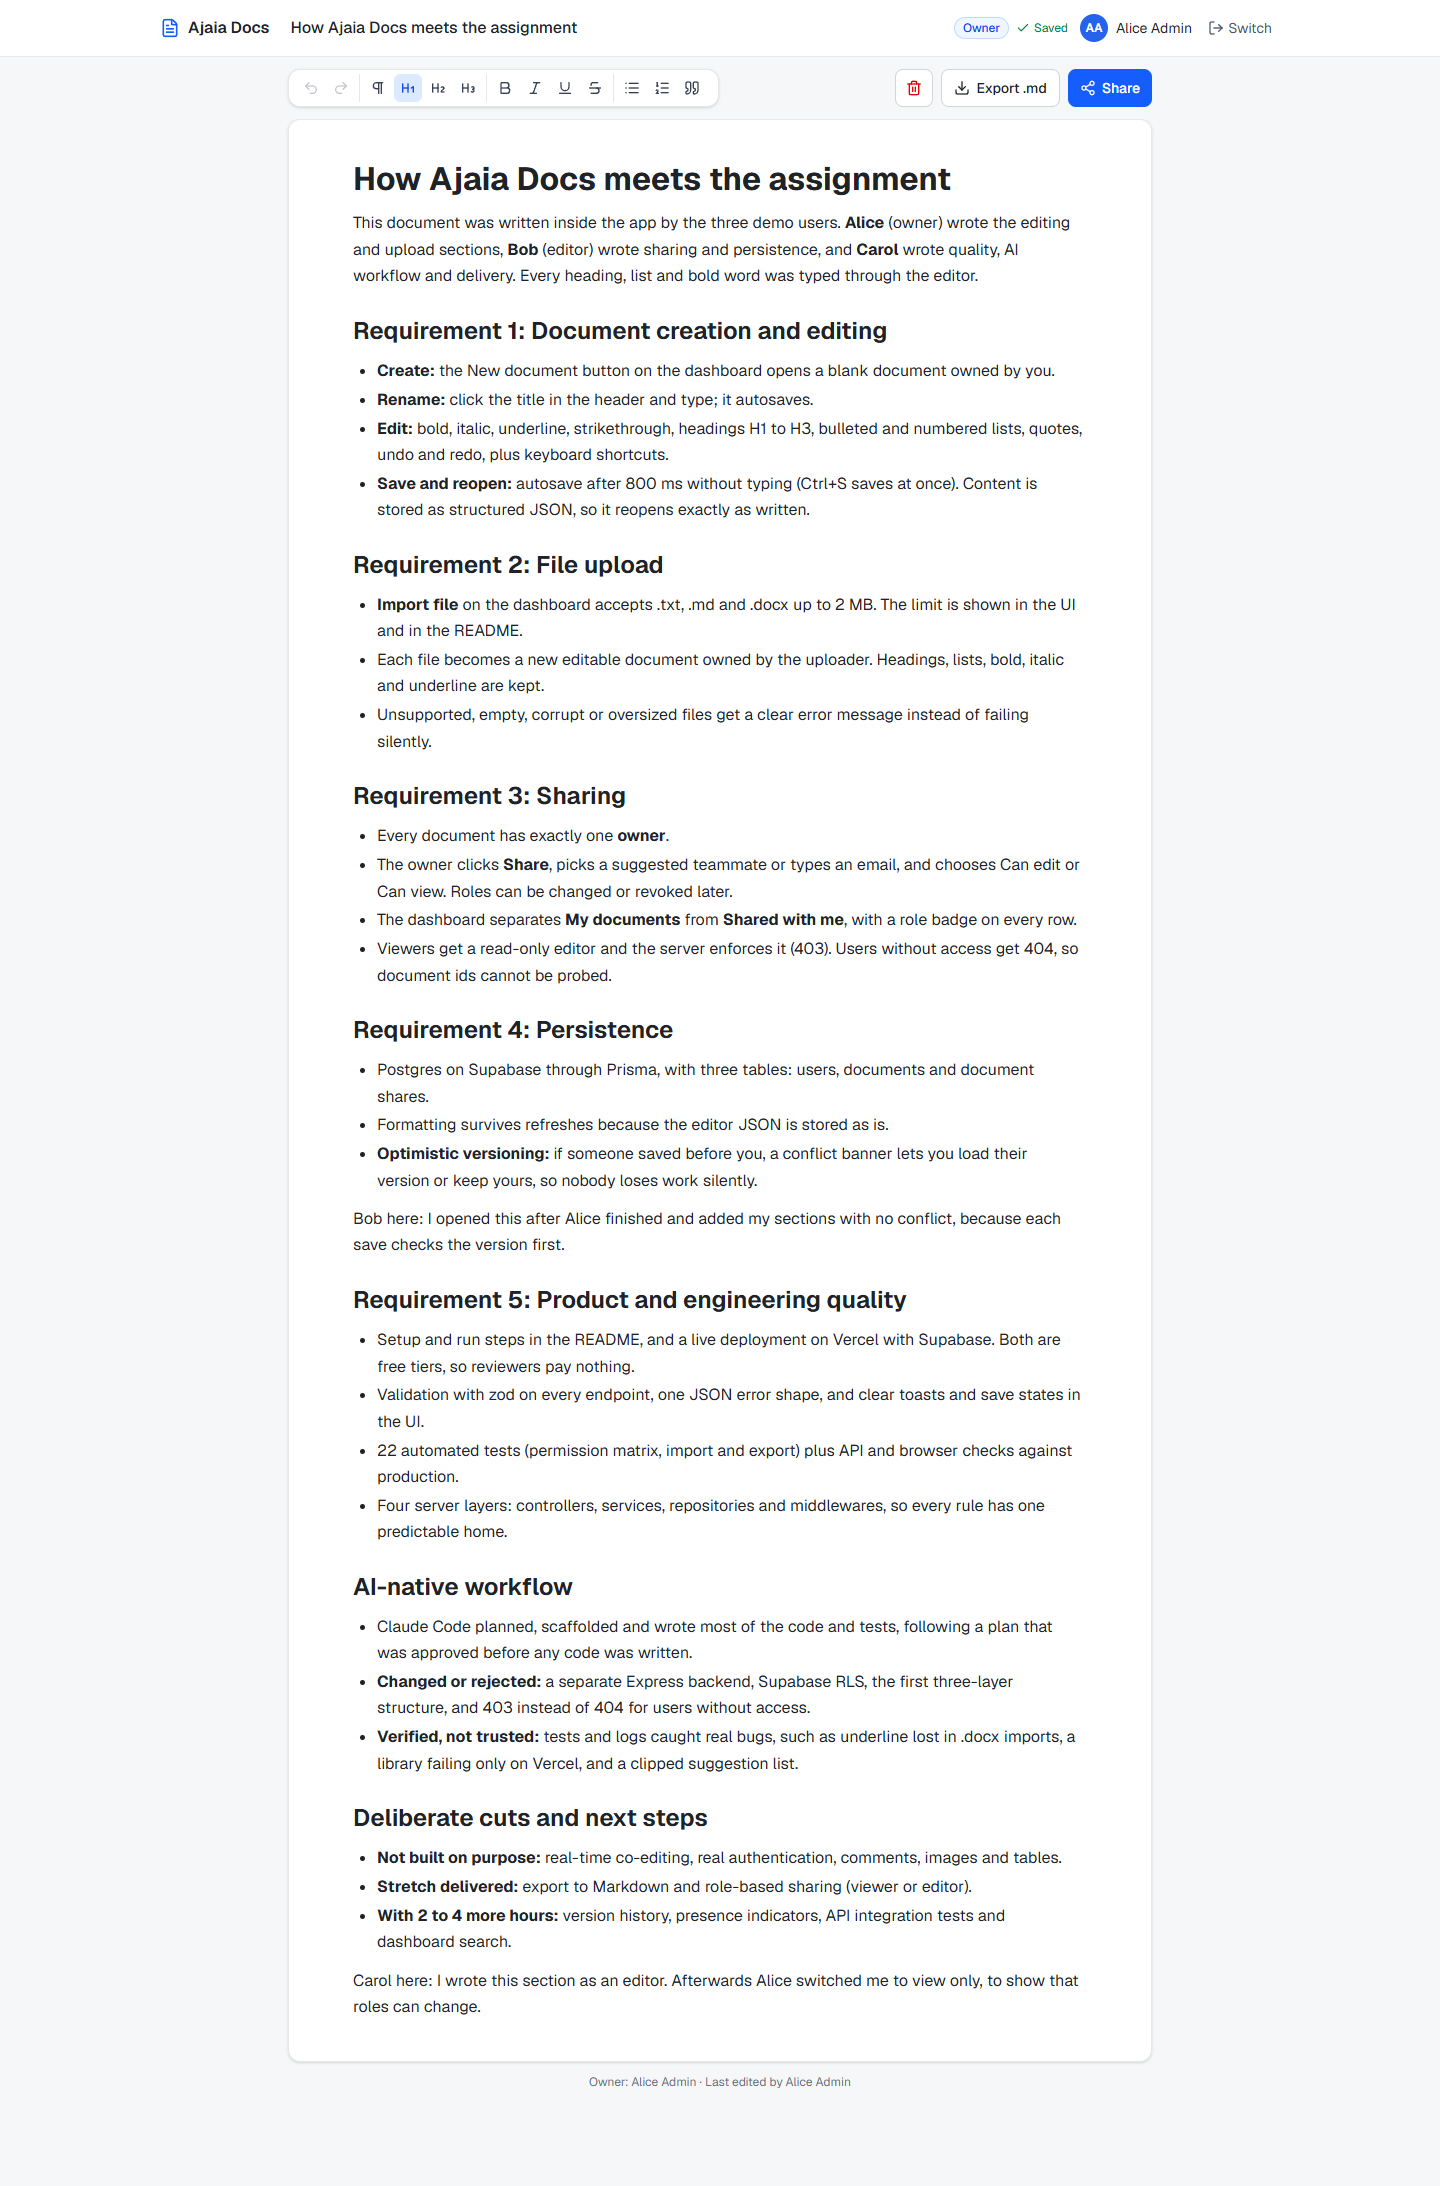 Ajaia Docs How Ajaia Docs meets the assignment Owner Saved AA Alice Admin Switch
H1 H2 H3 B I U S Export .md Share
How Ajaia Docs meets the assignment
This document was written inside the app by the three demo users. Alice (owner) wrote the editing
and upload sections, Bob (editor) wrote sharing and persistence, and Carol wrote quality, AI
workflow and delivery. Every heading, list and bold word was typed through the editor.
Requirement 1: Document creation and editing
• Create: the New document button on the dashboard opens a blank document owned by you.
• Rename: click the title in the header and type; it autosaves.
• Edit: bold, italic, underline, strikethrough, headings H1 to H3, bulleted and numbered lists, quotes,
undo and redo, plus keyboard shortcuts.
• Save and reopen: autosave after 800 ms without typing (Ctrl+S saves at once). Content is
stored as structured JSON, so it reopens exactly as written.
Requirement 2: File upload
• Import file on the dashboard accepts .txt, .md and .docx up to 2 MB. The limit is shown in the UI
and in the README.
• Each file becomes a new editable document owned by the uploader. Headings, lists, bold, italic
and underline are kept.
• Unsupported, empty, corrupt or oversized files get a clear error message instead of failing
silently.
Requirement 3: Sharing
• Every document has exactly one owner.
• The owner clicks Share, picks a suggested teammate or types an email, and chooses Can edit or
Can view. Roles can be changed or revoked later.
• The dashboard separates My documents from Shared with me, with a role badge on every row.
• Viewers get a read-only editor and the server enforces it (403). Users without access get 404, so
document ids cannot be probed.
Requirement 4: Persistence
• Postgres on Supabase through Prisma, with three tables: users, documents and document
shares.
• Formatting survives refreshes because the editor JSON is stored as is.
• Optimistic versioning: if someone saved before you, a conflict banner lets you load their
version or keep yours, so nobody loses work silently.
Bob here: I opened this after Alice finished and added my sections with no conflict, because each
save checks the version first.
Requirement 5: Product and engineering quality
• Setup and run steps in the README, and a live deployment on Vercel with Supabase. Both are
free tiers, so reviewers pay nothing.
• Validation with zod on every endpoint, one JSON error shape, and clear toasts and save states in
the UI.
• 22 automated tests (permission matrix, import and export) plus API and browser checks against
production.
• Four server layers: controllers, services, repositories and middlewares, so every rule has one
predictable home.
AI-native workflow
• Claude Code planned, scaffolded and wrote most of the code and tests, following a plan that
was approved before any code was written.
• Changed or rejected: a separate Express backend, Supabase RLS, the first three-layer
structure, and 403 instead of 404 for users without access.
• Verified, not trusted: tests and logs caught real bugs, such as underline lost in .docx imports, a
library failing only on Vercel, and a clipped suggestion list.
Deliberate cuts and next steps
• Not built on purpose: real-time co-editing, real authentication, comments, images and tables.
• Stretch delivered: export to Markdown and role-based sharing (viewer or editor).
• With 2 to 4 more hours: version history, presence indicators, API integration tests and
dashboard search.
Carol here: I wrote this section as an editor. Afterwards Alice switched me to view only, to show that
roles can change.
Owner: Alice Admin · Last edited by Alice Admin